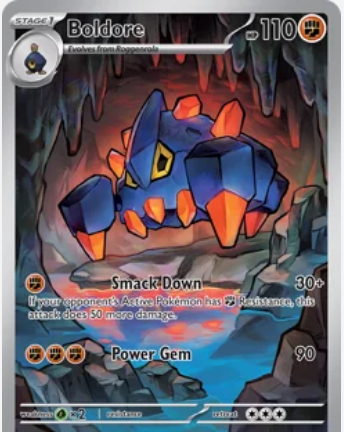 STAGE 1
Boldore
HP 110
Evolves from Roggenrola
Smack Down 30+
If your opponent's Active Pokémon has Resistance, this
attack does 50 more damage.
Power Gem 90
weakness ×2 resistance retreat